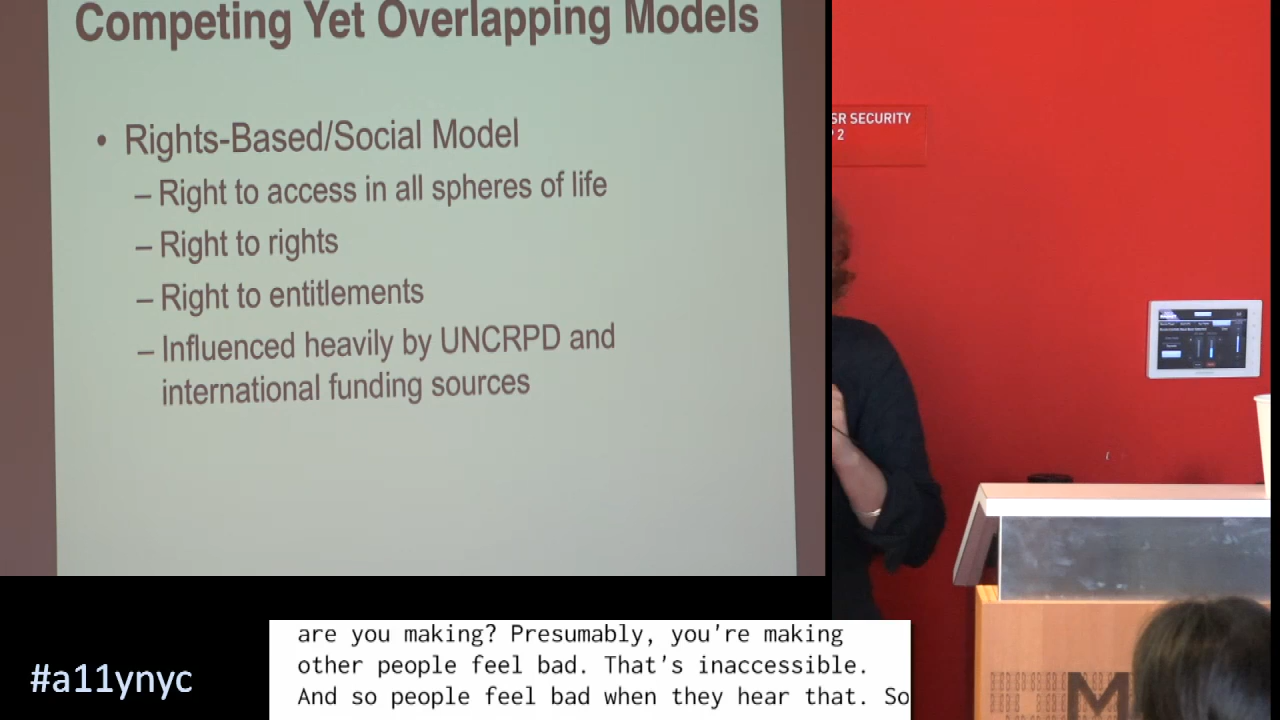 Competing Yet Overlapping Models
• Rights-Based/Social Model
– Right to access in all spheres of life
– Right to rights
– Right to entitlements
– Influenced heavily by UNCRPD and
international funding sources
SR SECURITY
2
#a11ynyc
are you making? Presumably, you're making
other people feel bad. That's inaccessible.
And so people feel bad when they hear that. So
M